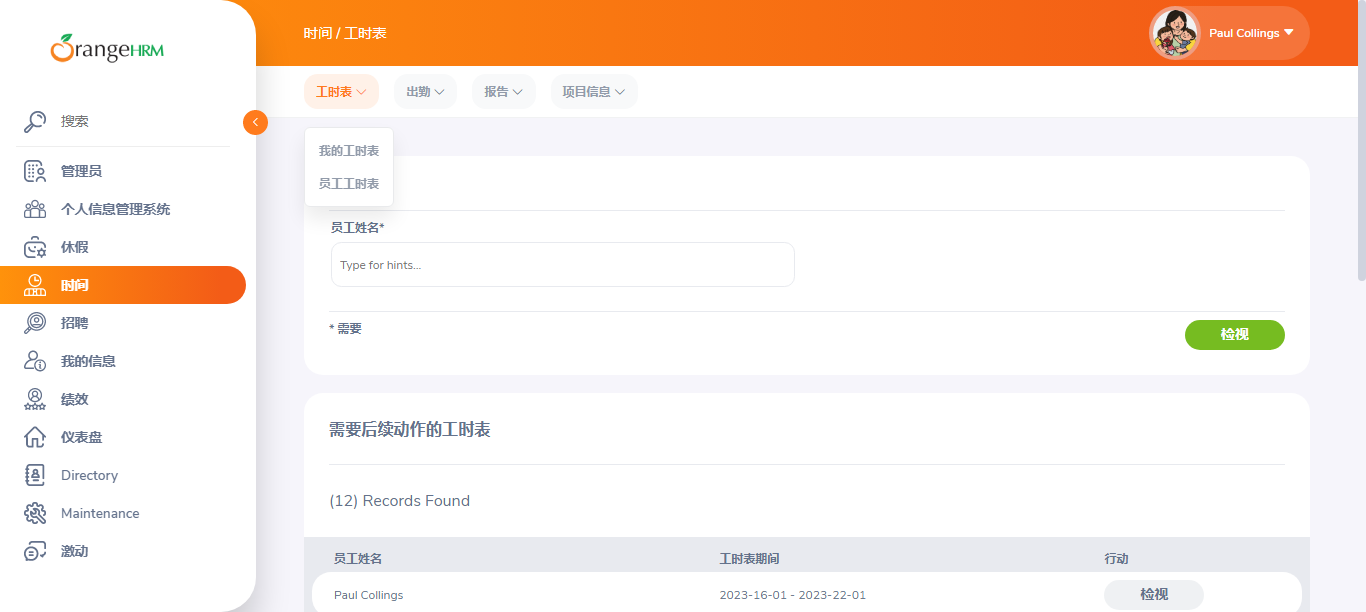 OrangeHRM
时间 / 工时表
Paul Collings
工时表
出勤
报告
项目信息
搜索
管理员
个人信息管理系统
休假
时间
招聘
我的信息
绩效
仪表盘
Directory
Maintenance
激动
我的工时表
员工工时表
员工姓名*
Type for hints...
* 需要
检视
需要后续动作的工时表
(12) Records Found
员工姓名 工时表期间 行动
Paul Collings 2023-16-01 - 2023-22-01 检视